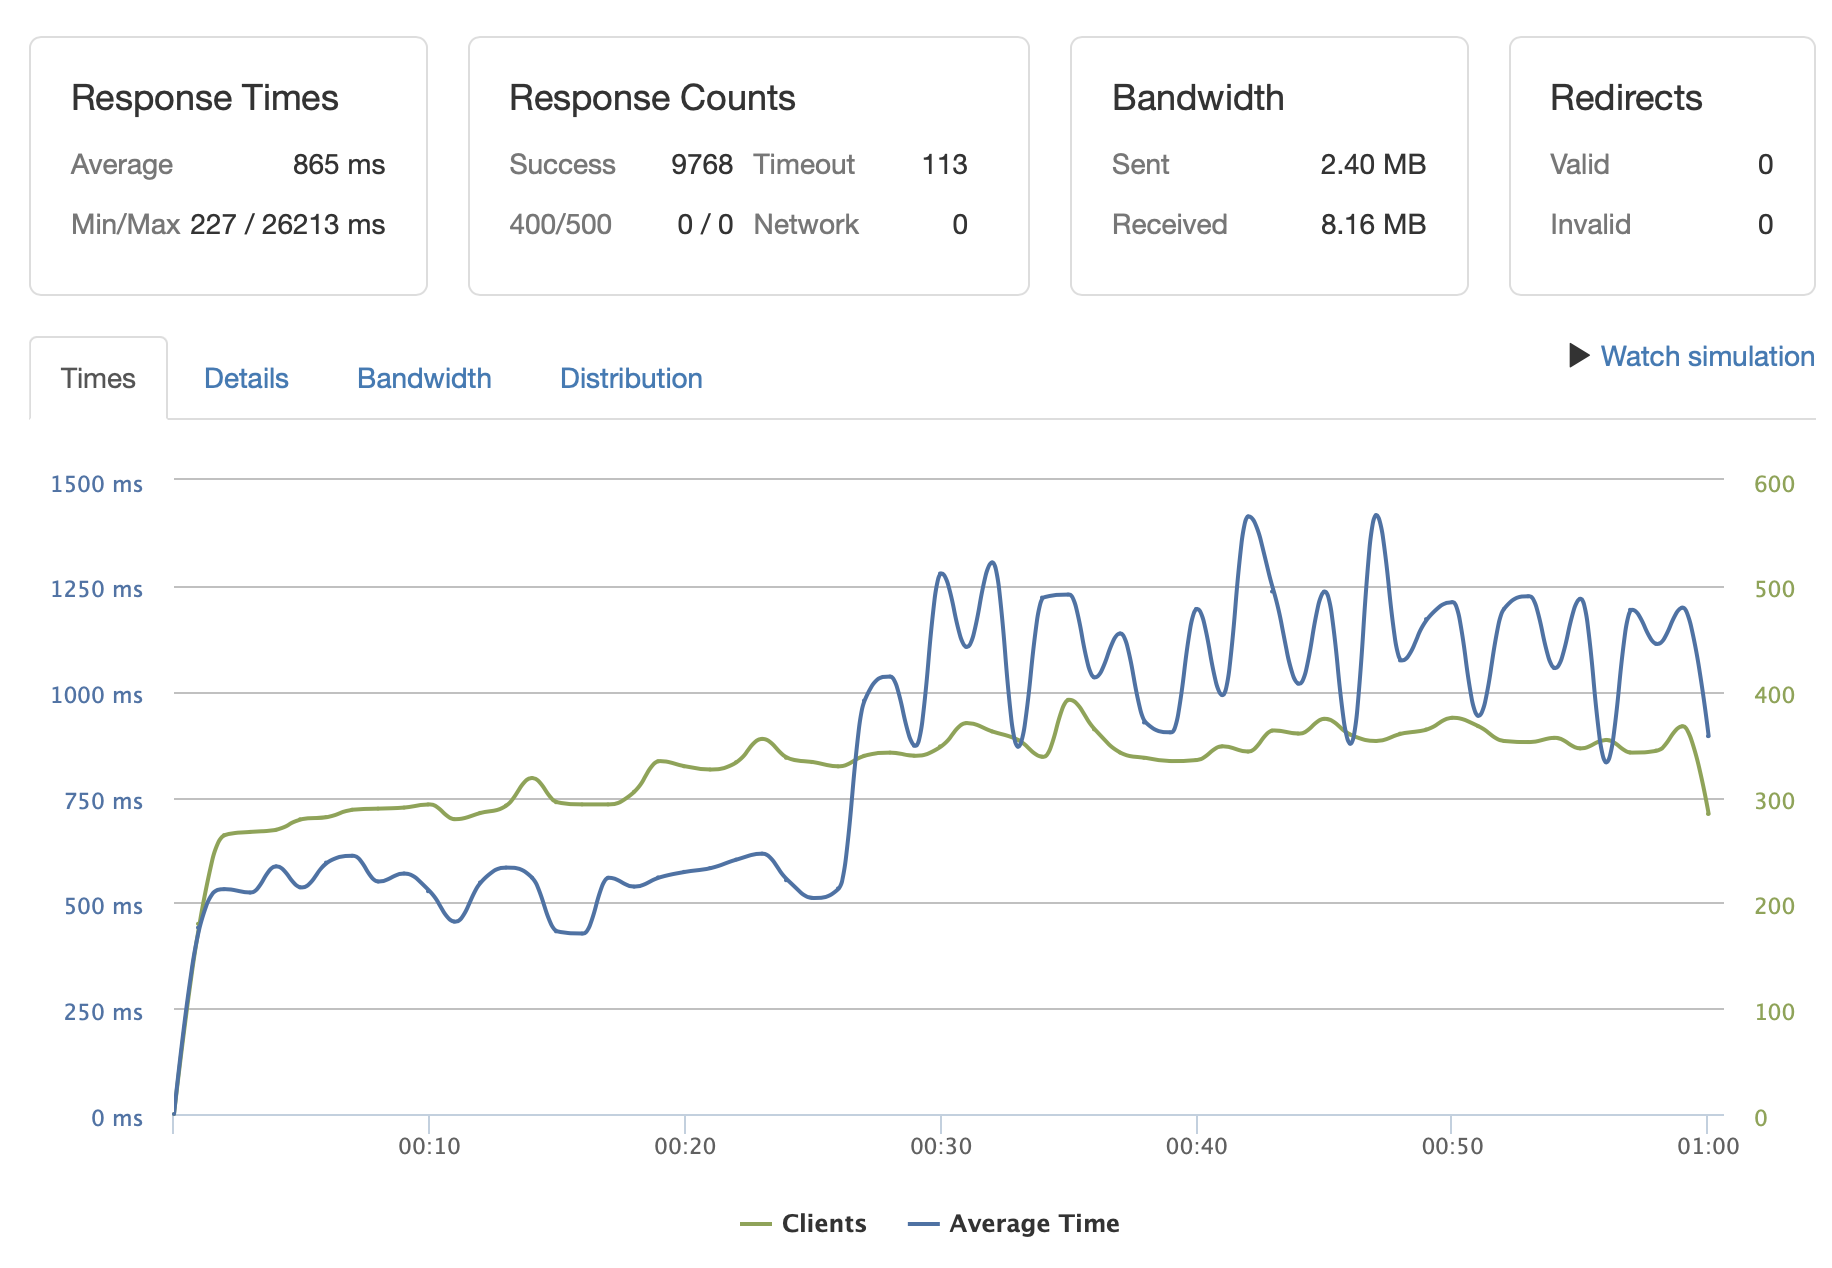 Response Times
Average 865 ms
Min/Max 227 / 26213 ms
Response Counts
Success 9768 Timeout 113
400/500 0 / 0 Network 0
Bandwidth
Sent 2.40 MB
Received 8.16 MB
Redirects
Valid 0
Invalid 0
Times Details Bandwidth Distribution
Watch simulation
1500 ms 600
1250 ms 500
1000 ms 400
750 ms 300
500 ms 200
250 ms 100
0 ms 0
00:10 00:20 00:30 00:40 00:50 01:00
Clients Average Time